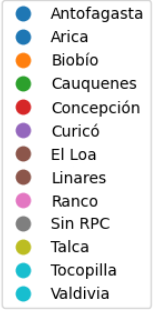 Antofagasta
Arica
Biobío
Cauquenes
Concepción
Curicó
El Loa
Linares
Ranco
Sin RPC
Talca
Tocopilla
Valdivia